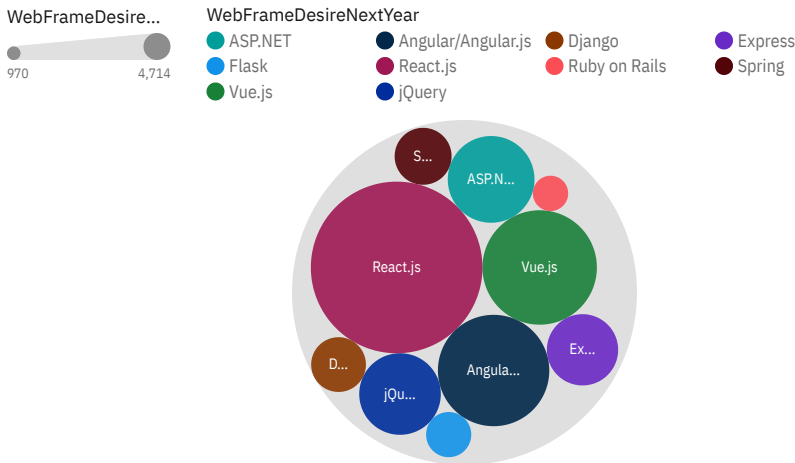 WebFrameDesire...
970 4,714
WebFrameDesireNextYear
ASP.NET Angular/Angular.js Django Express
Flask React.js Ruby on Rails Spring
Vue.js jQuery
S...
ASP.N...
React.js Vue.js
Ex...
D...
Angula...
jQu...